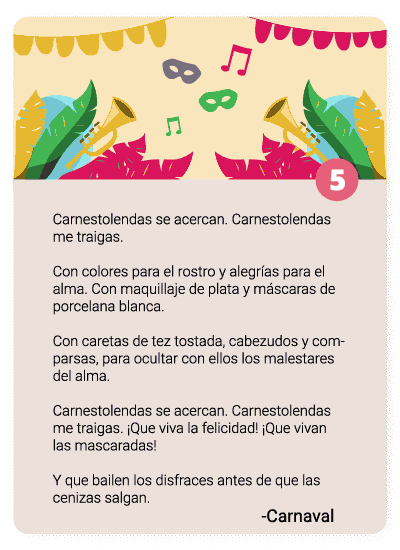 5
Carnestolendas se acercan. Carnestolendas
me traigas.
Con colores para el rostro y alegrías para el
alma. Con maquillaje de plata y máscaras de
porcelana blanca.
Con caretas de tez tostada, cabezudos y com-
parsas, para ocultar con ellos los malestares
del alma.
Carnestolendas se acercan. Carnestolendas
me traigas. ¡Que viva la felicidad! ¡Que vivan
las mascaradas!
Y que bailen los disfraces antes de que las
cenizas salgan.
-Carnaval